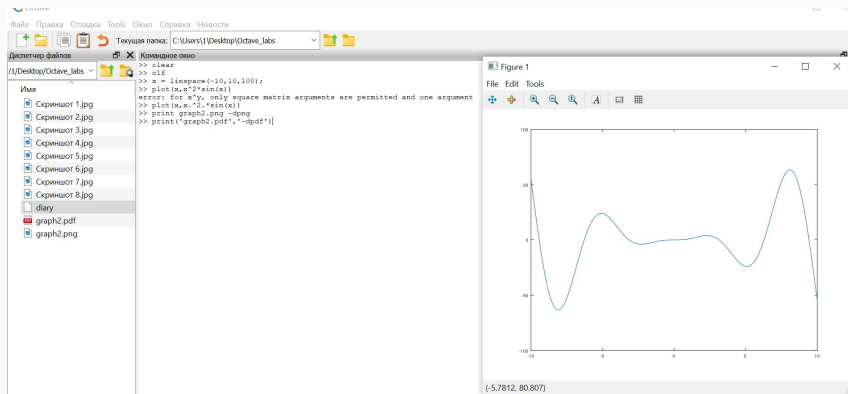 Octave
Файл Правка Отладка Tools Окно Справка Новости
Текущая папка: C:\Users\1\Desktop\Octave_labs
Диспетчер файлов
/1/Desktop/Octave_labs
Имя
Скриншот 1.jpg
Скриншот 2.jpg
Скриншот 3.jpg
Скриншот 4.jpg
Скриншот 5.jpg
Скриншот 6.jpg
Скриншот 7.jpg
Скриншот 8.jpg
diary
graph2.pdf
graph2.png
Командное окно
>> clear
>> clf
>> x = linspace(-10,10,100);
>> plot(x,x^2*sin(x))
error: for x^y, only square matrix arguments are permitted and one argument
>> plot(x,x.^2.*sin(x))
>> print graph2.png -dpng
>> print('graph2.pdf','-dpdf')
Figure 1
File Edit Tools
A
100
50
0
-50
-100
-10 -5 0 5 10
(-5.7812, 80.807)